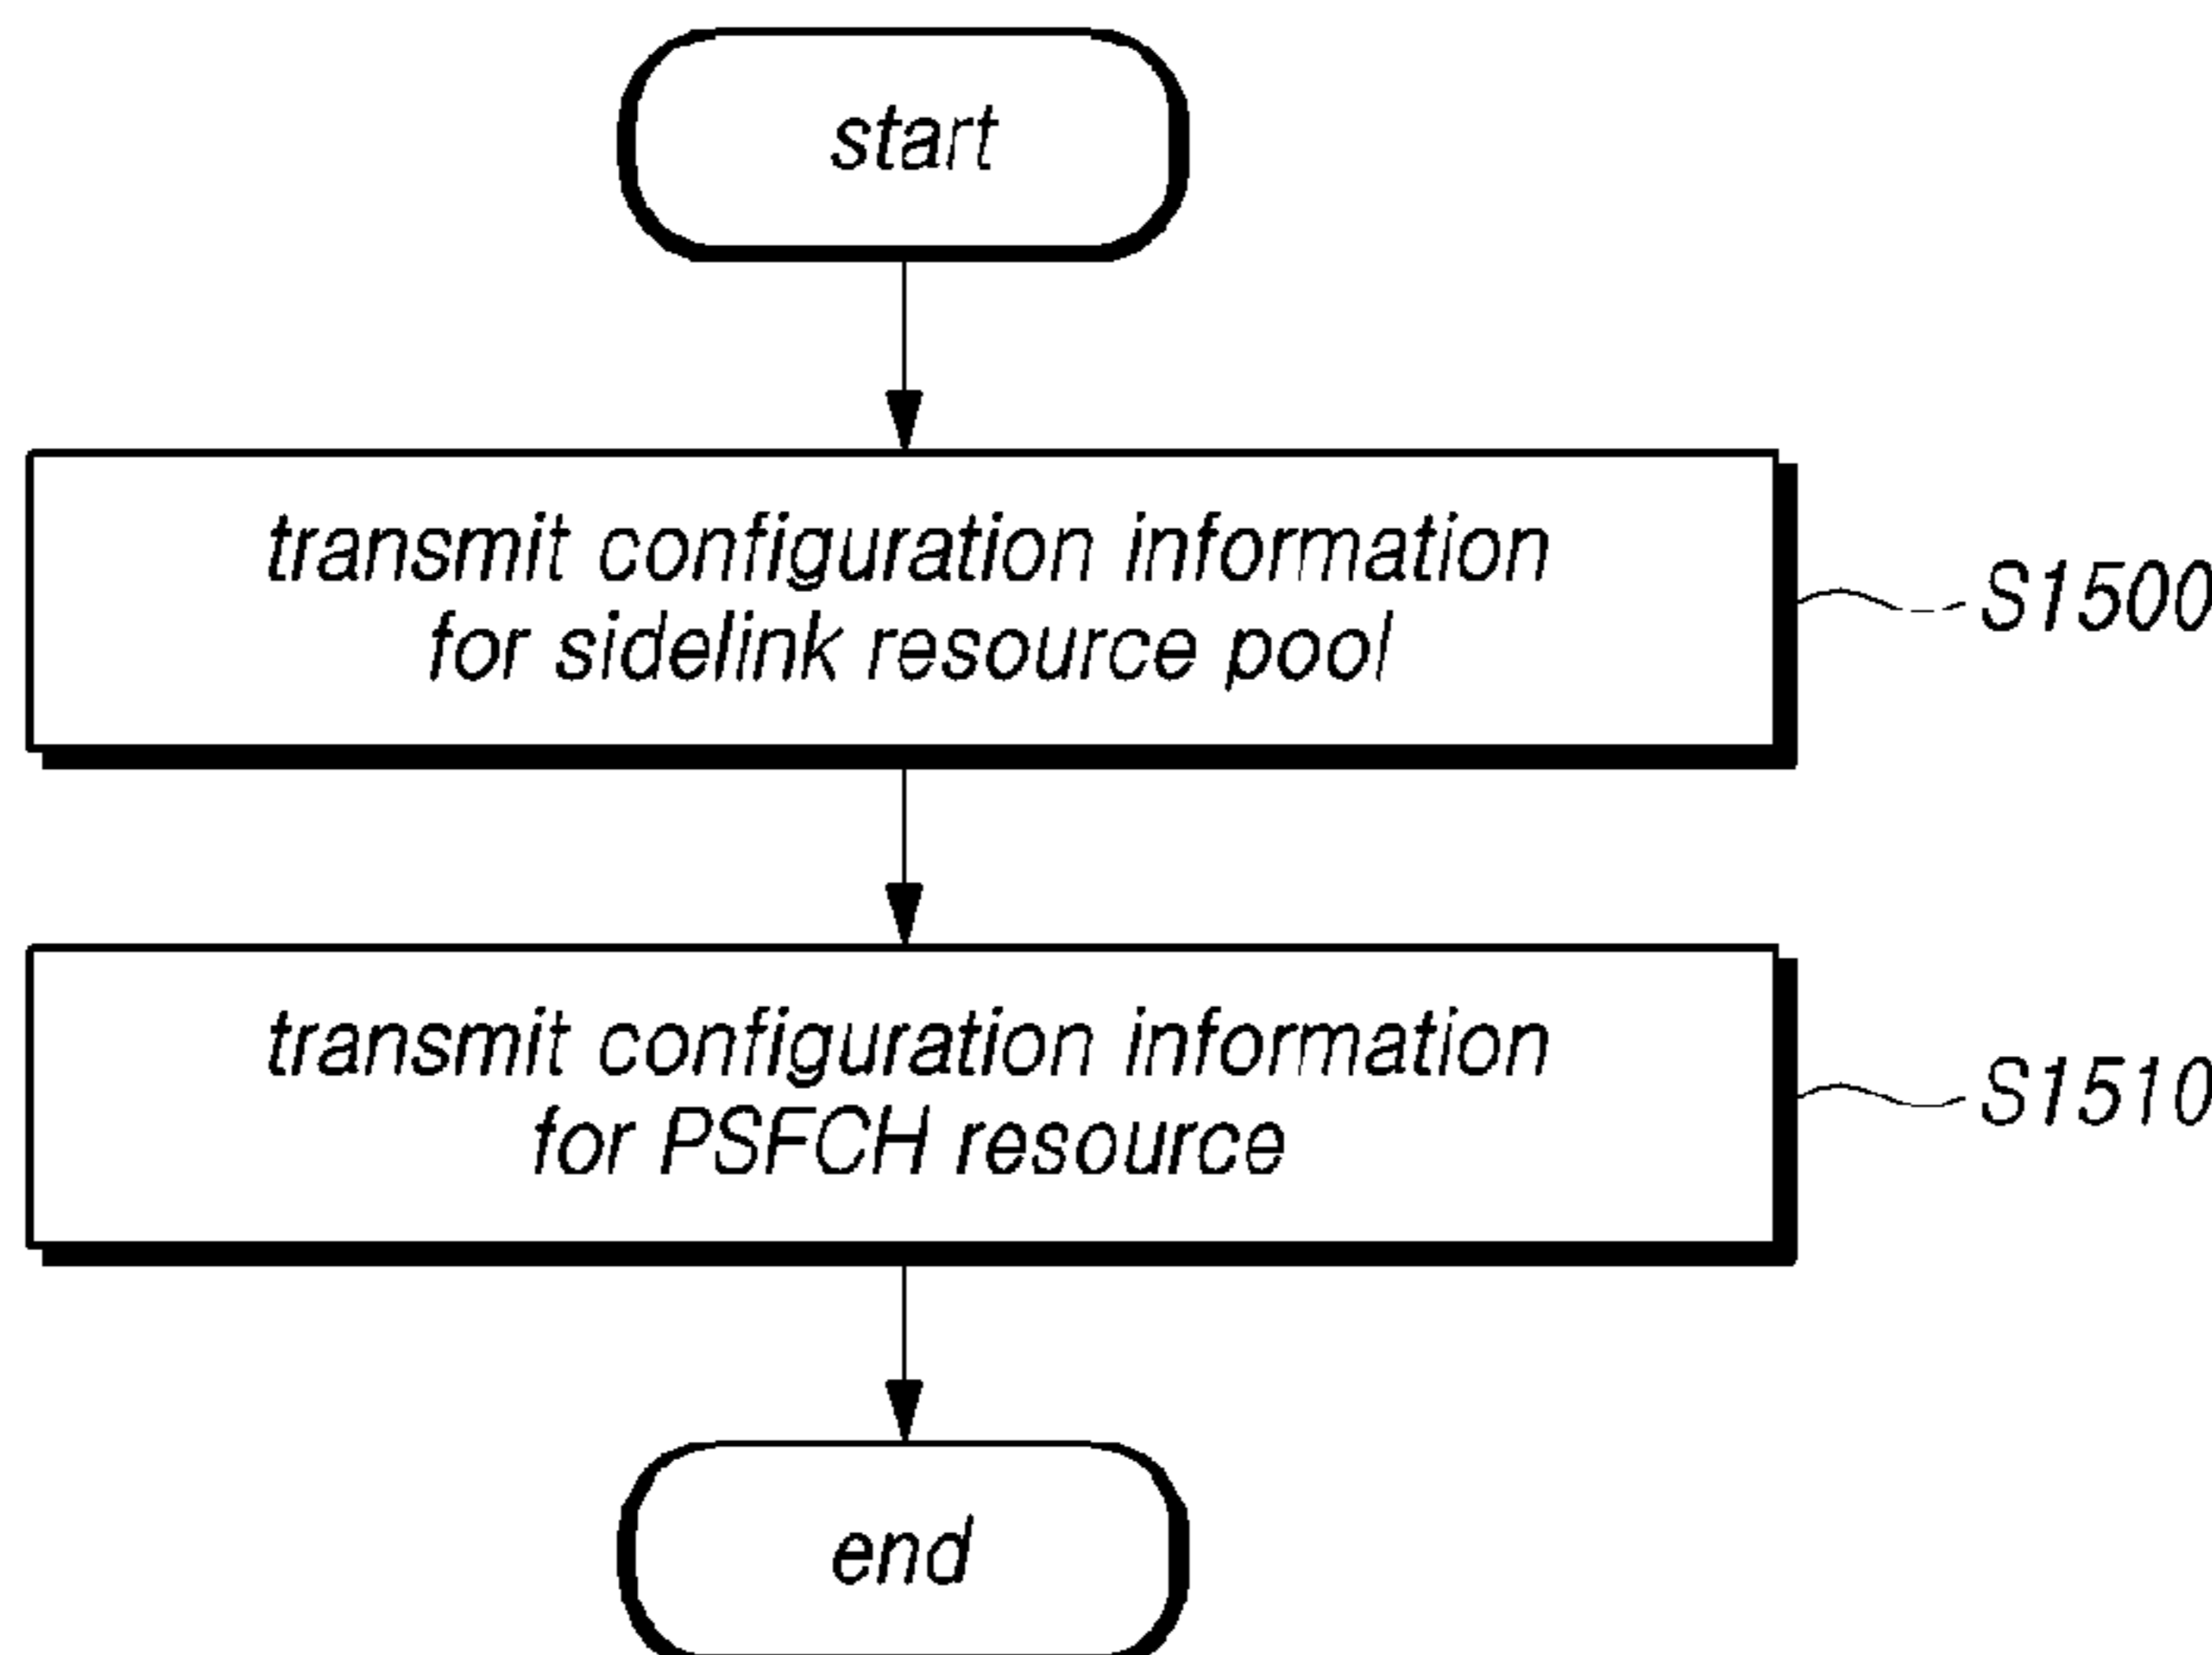 start
transmit configuration information
for sidelink resource pool
S1500
transmit configuration information
for PSFCH resource
S1510
end